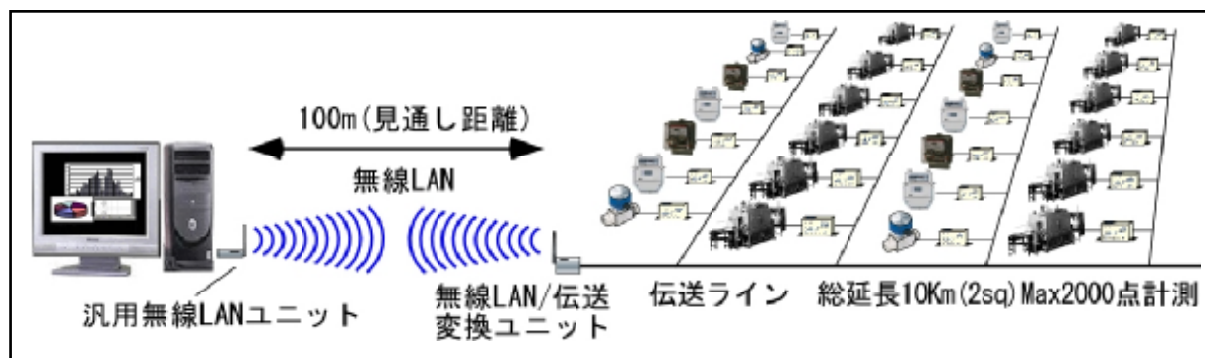 100m(見通し距離)
無線LAN
汎用無線LANユニット
無線LAN/伝送
変換ユニット
伝送ライン 総延長10Km(2sq)Max2000点計測